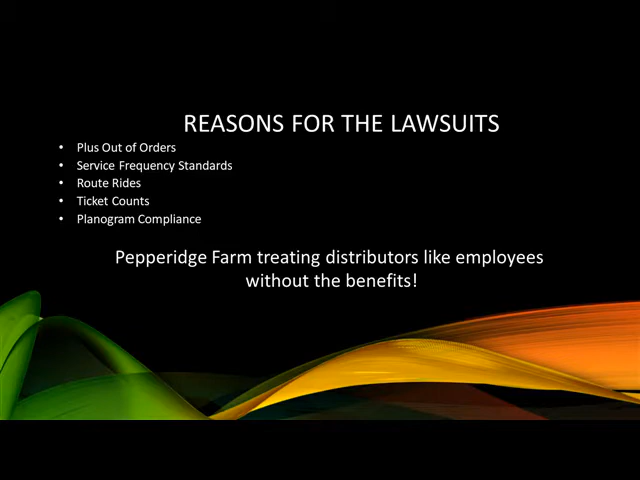 REASONS FOR THE LAWSUITS
• Plus Out of Orders
• Service Frequency Standards
• Route Rides
• Ticket Counts
• Planogram Compliance
Pepperidge Farm treating distributors like employees
without the benefits!